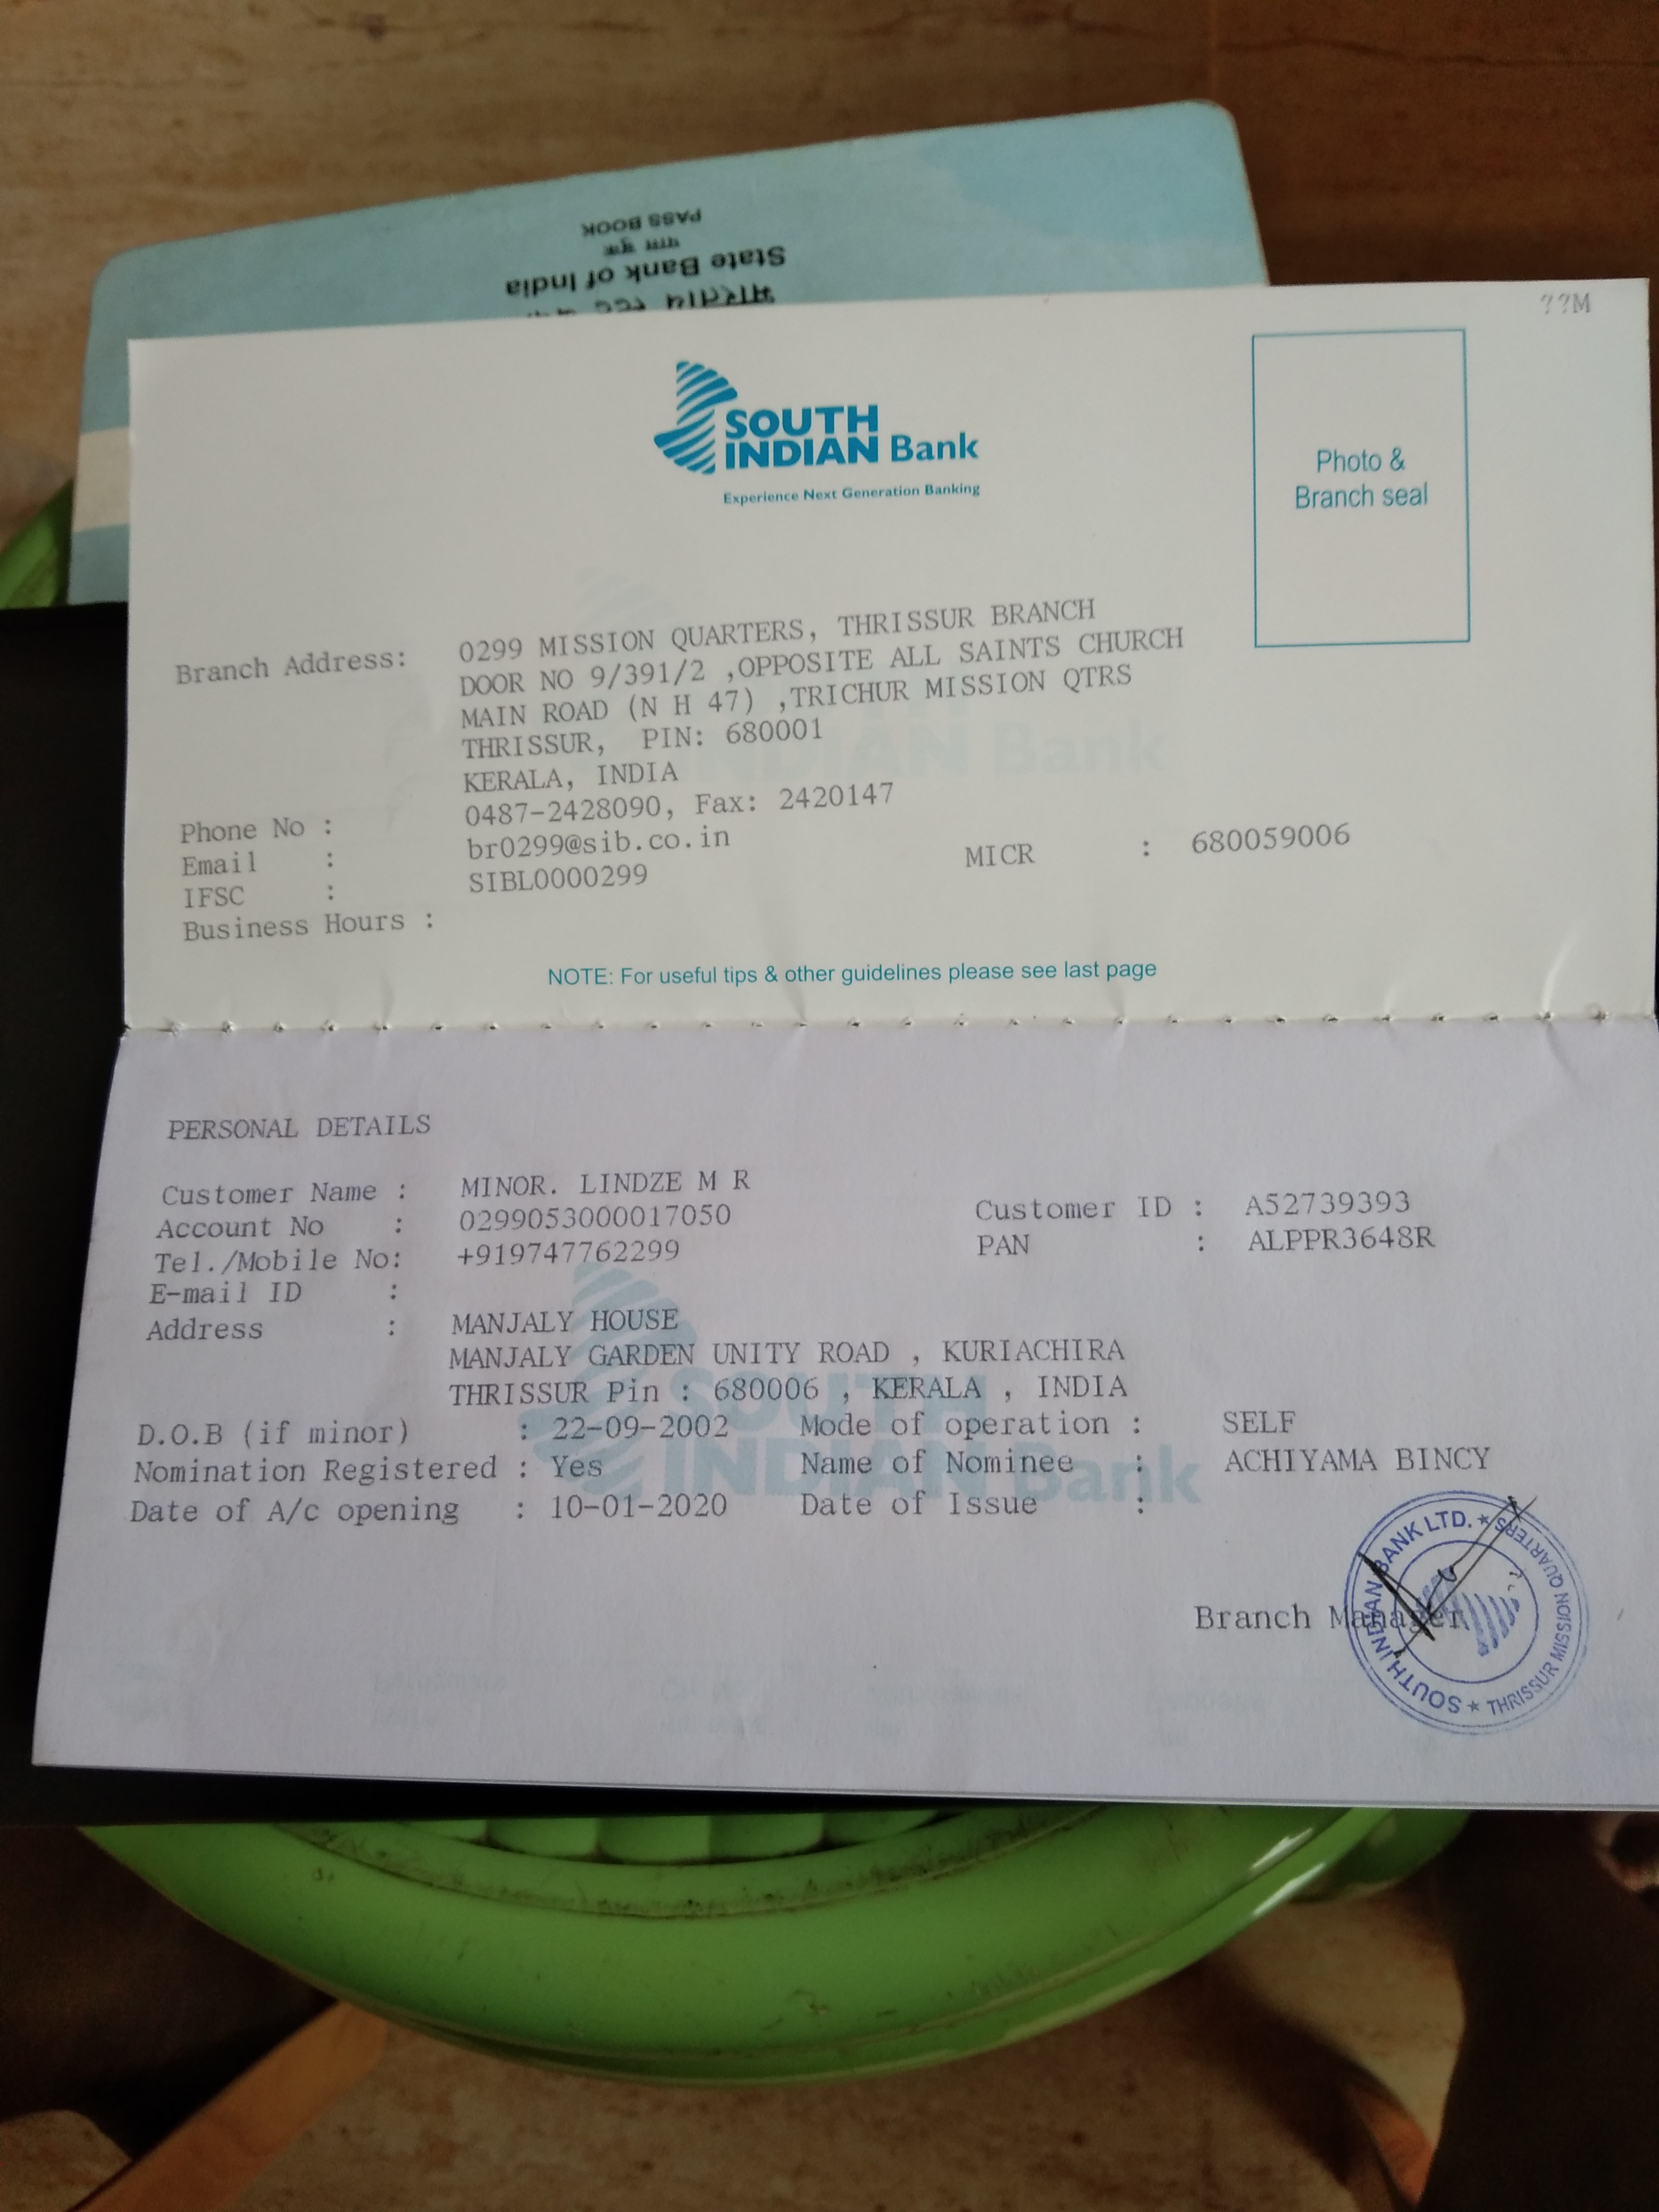 PASS BOOK
पास बुक
State Bank of India
??M
SOUTH
INDIAN Bank
Experience Next Generation Banking
Photo &
Branch seal
Branch Address: 0299 MISSION QUARTERS, THRISSUR BRANCH
DOOR NO 9/391/2 ,OPPOSITE ALL SAINTS CHURCH
MAIN ROAD (N H 47) ,TRICHUR MISSION QTRS
THRISSUR, PIN: 680001
KERALA, INDIA
Phone No : 0487-2428090, Fax: 2420147
Email : br0299@sib.co.in
IFSC : SIBL0000299 MICR : 680059006
Business Hours :
NOTE: For useful tips & other guidelines please see last page
PERSONAL DETAILS
Customer Name : MINOR. LINDZE M R
Account No : 0299053000017050 Customer ID : A52739393
Tel./Mobile No: +919747762299 PAN : ALPPR3648R
E-mail ID :
Address : MANJALY HOUSE
MANJALY GARDEN UNITY ROAD , KURIACHIRA
THRISSUR Pin : 680006 , KERALA , INDIA
D.O.B (if minor) : 22-09-2002 Mode of operation : SELF
Nomination Registered : Yes Name of Nominee : ACHIYAMA BINCY
Date of A/c opening : 10-01-2020 Date of Issue :
Branch Manager
SOUTH INDIAN BANK LTD. * THRISSUR MISSION QUARTERS *